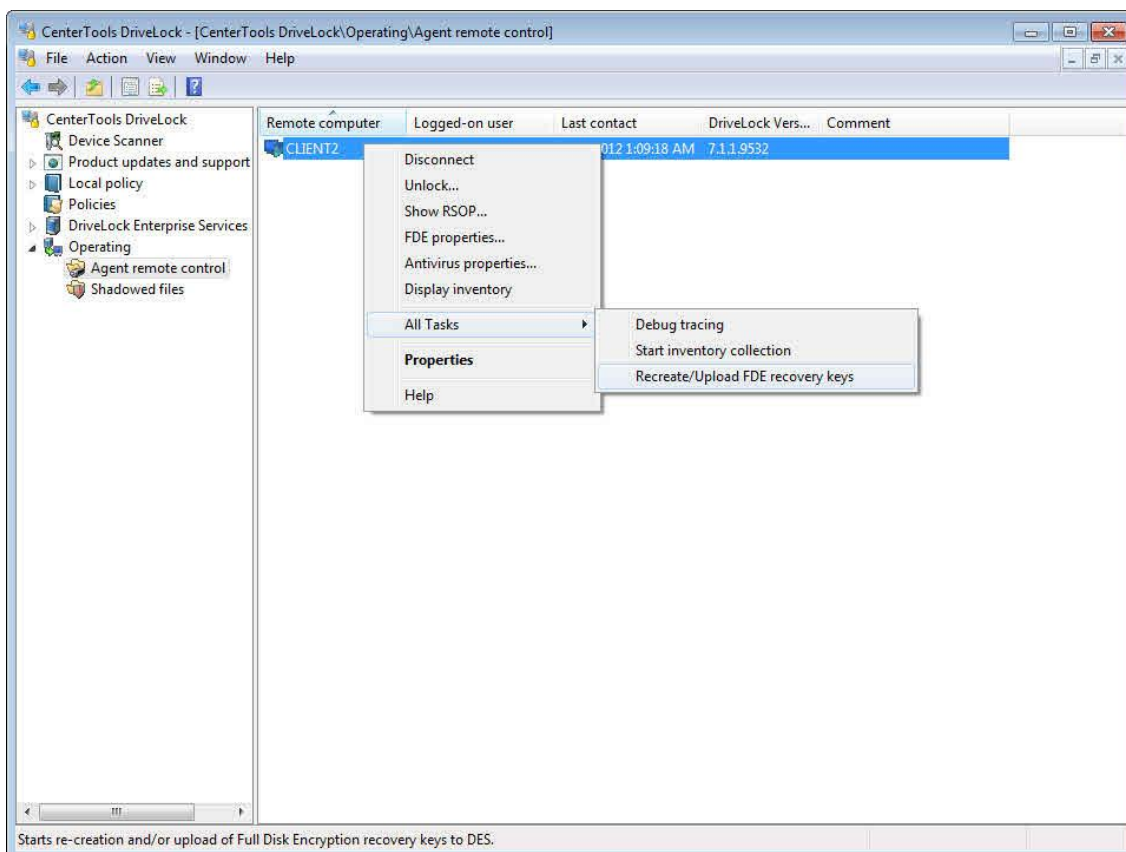 CenterTools DriveLock - [CenterTools DriveLock\Operating\Agent remote control]
File Action View Window Help
CenterTools DriveLock
Device Scanner
Product updates and support
Local policy
Policies
DriveLock Enterprise Services
Operating
Agent remote control
Shadowed files
Remote computer Logged-on user Last contact DriveLock Vers... Comment
CLIENT2 012 1:09:18 AM 7.1.1.9532
Disconnect
Unlock...
Show RSOP...
FDE properties...
Antivirus properties...
Display inventory
All Tasks
Properties
Help
Debug tracing
Start inventory collection
Recreate/Upload FDE recovery keys
Starts re-creation and/or upload of Full Disk Encryption recovery keys to DES.